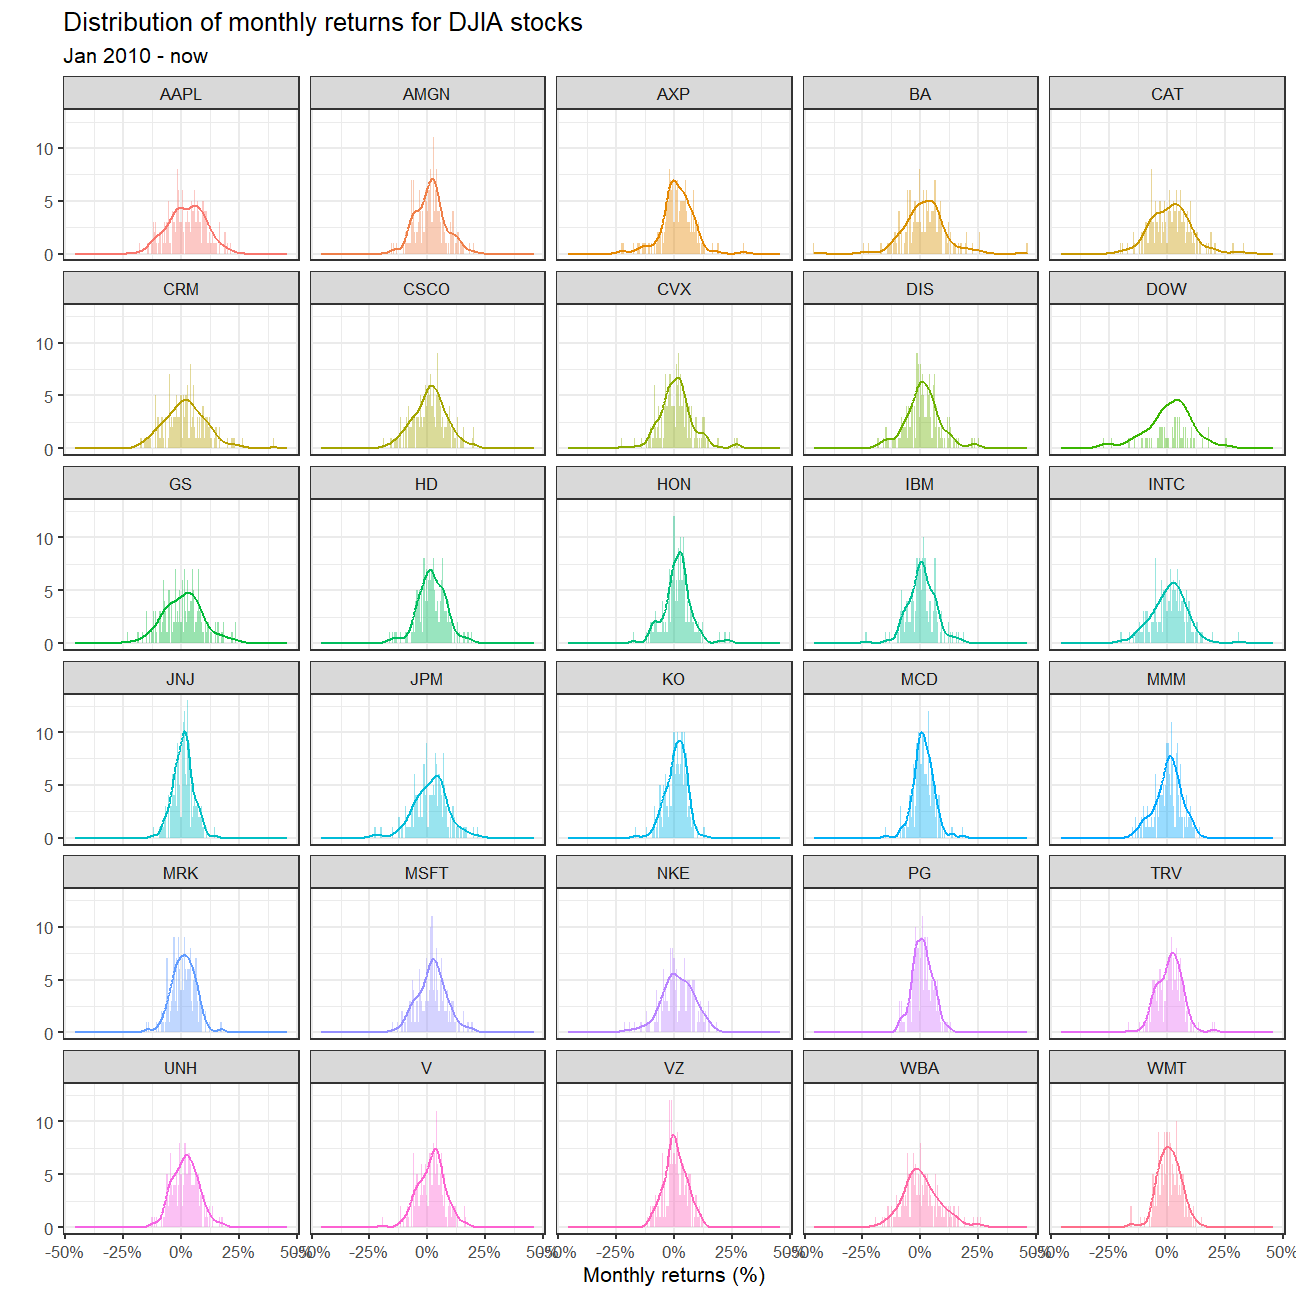 Distribution of monthly returns for DJIA stocks
Jan 2010 - now
AAPL AMGN AXP BA CAT
10
5
0
CRM CSCO CVX DIS DOW
10
5
0
GS HD HON IBM INTC
10
5
0
JNJ JPM KO MCD MMM
10
5
0
MRK MSFT NKE PG TRV
10
5
0
UNH V VZ WBA WMT
10
5
0
-50% -25% 0% 25% 50% -50% -25% 0% 25% 50% -50% -25% 0% 25% 50% -50% -25% 0% 25% 50% -50% -25% 0% 25% 50%
Monthly returns (%)